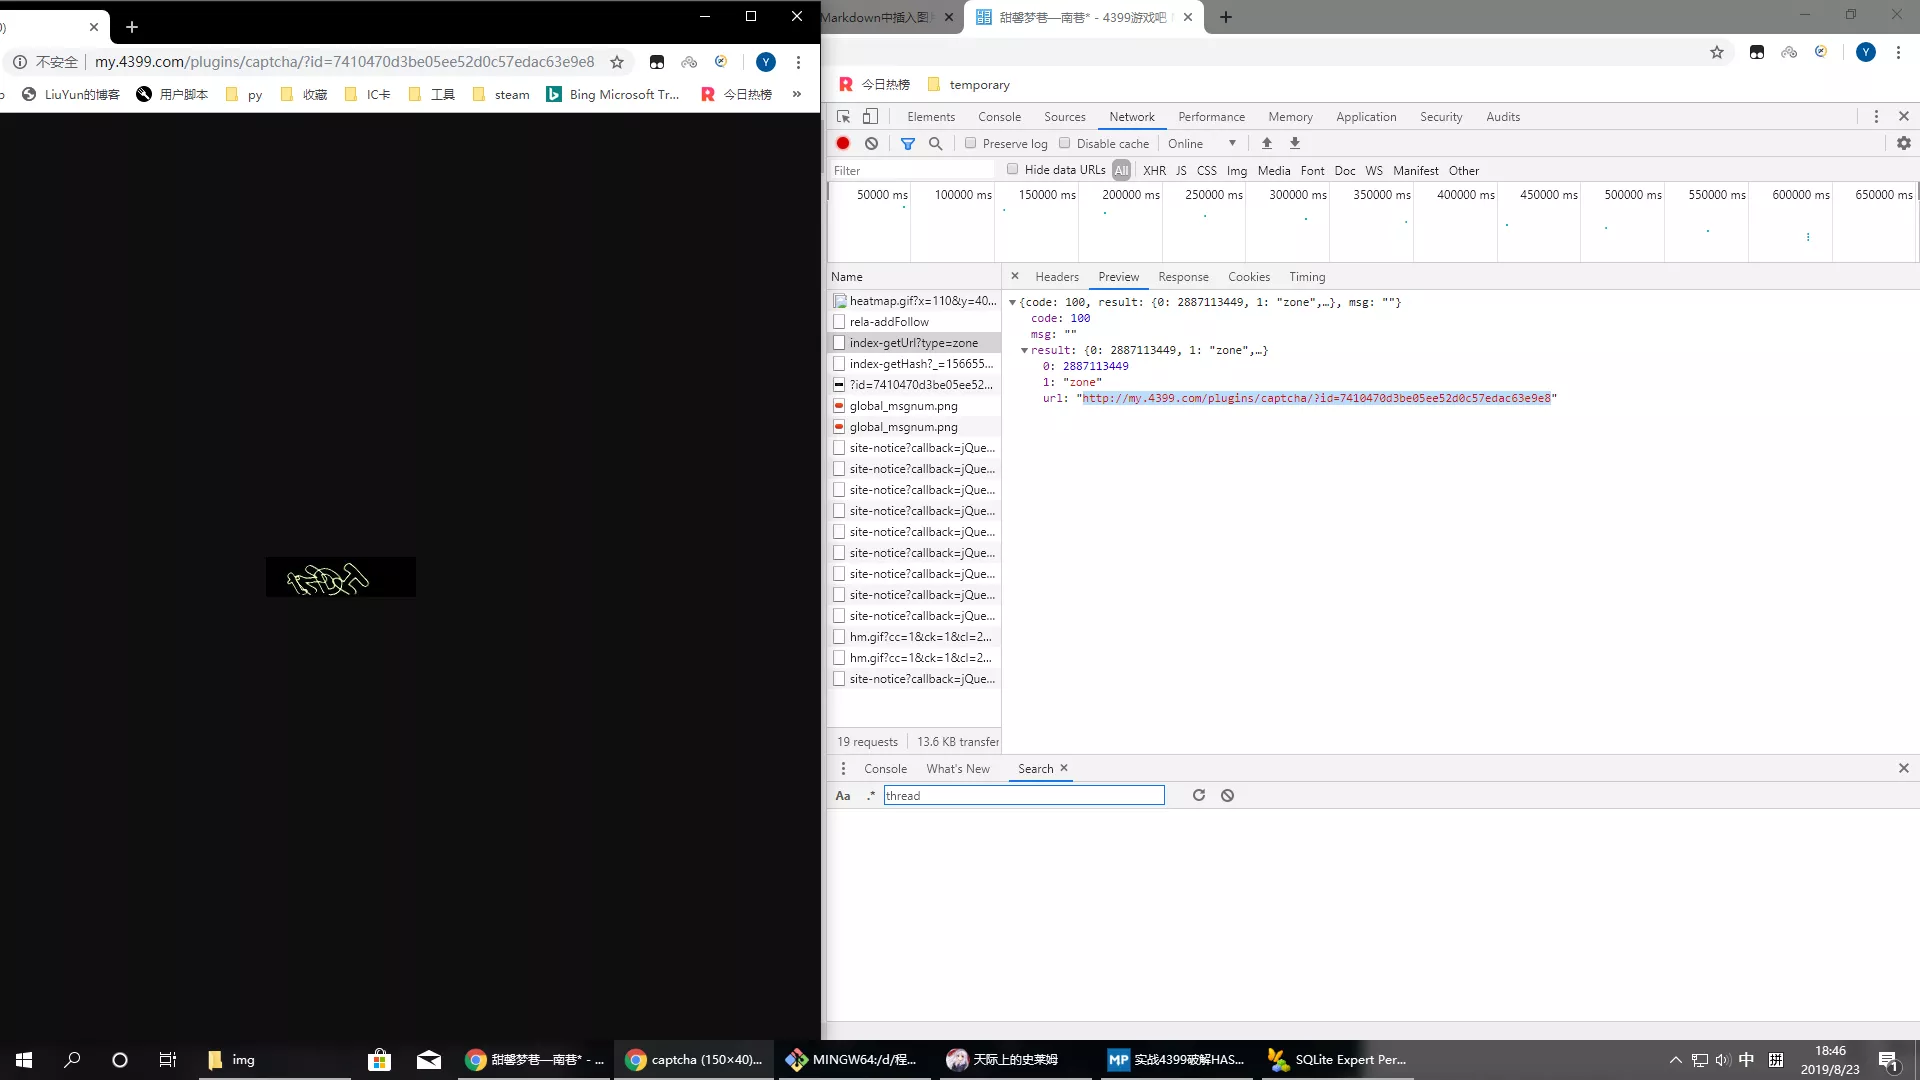 Markdown中插入图
甜馨梦巷—南巷* - 4399游戏吧
不安全
my.4399.com/plugins/captcha/?id=7410470d3be05ee52d0c57edac63e9e8
Y
Y
LiuYun的博客
用户脚本
py
收藏
IC卡
工具
steam
Bing Microsoft Tr...
今日热榜
»
今日热榜
temporary
Elements Console Sources Network Performance Memory Application Security Audits
Preserve log Disable cache Online
Filter
Hide data URLs All XHR JS CSS Img Media Font Doc WS Manifest Other
50000 ms 100000 ms 150000 ms 200000 ms 250000 ms 300000 ms 350000 ms 400000 ms 450000 ms 500000 ms 550000 ms 600000 ms 650000 ms
Name
heatmap.gif?x=110&y=40...
rela-addFollow
index-getUrl?type=zone
index-getHash?_=156655...
?id=7410470d3be05ee52...
global_msgnum.png
global_msgnum.png
site-notice?callback=jQue...
site-notice?callback=jQue...
site-notice?callback=jQue...
site-notice?callback=jQue...
site-notice?callback=jQue...
site-notice?callback=jQue...
site-notice?callback=jQue...
site-notice?callback=jQue...
site-notice?callback=jQue...
hm.gif?cc=1&ck=1&cl=2...
hm.gif?cc=1&ck=1&cl=2...
site-notice?callback=jQue...
19 requests 13.6 KB transfer
Headers Preview Response Cookies Timing
{code: 100, result: {0: 2887113449, 1: "zone",…}, msg: ""}
code: 100
msg: ""
result: {0: 2887113449, 1: "zone",…}
0: 2887113449
1: "zone"
url: "http://my.4399.com/plugins/captcha/?id=7410470d3be05ee52d0c57edac63e9e8"
Console What's New Search
Aa .* thread
img
甜馨梦巷—南巷* - ...
captcha (150×40)...
MINGW64:/d/程...
天际上的史莱姆
MP 实战4399破解HAS...
SQLite Expert Per...
中
拼
18:46
2019/8/23
1